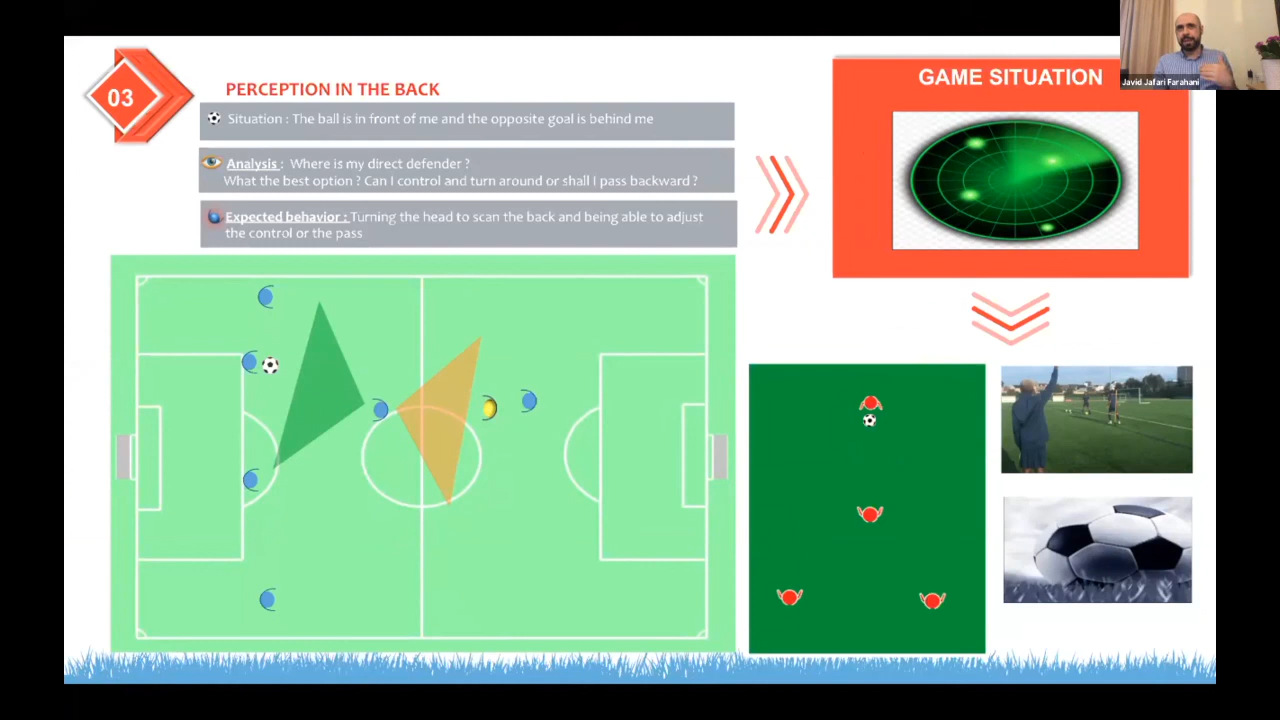 03
PERCEPTION IN THE BACK
Situation : The ball is in front of me and the opposite goal is behind me
Analysis : Where is my direct defender ?
What the best option ? Can I control and turn around or shall I pass backward ?
Expected behavior : Turning the head to scan the back and being able to adjust
the control or the pass
GAME SITUATION
Javid Jafari Farahani